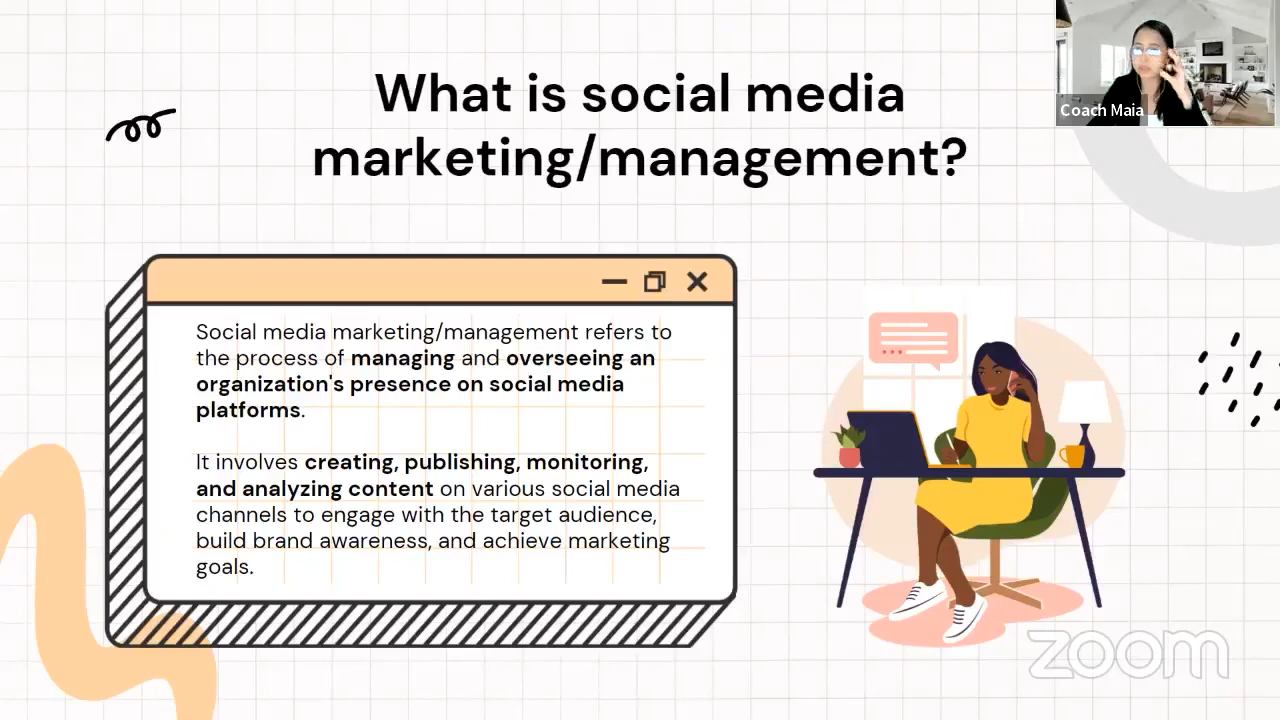 What is social media
marketing/management?
Coach Maia
Social media marketing/management refers to
the process of managing and overseeing an
organization's presence on social media
platforms.
It involves creating, publishing, monitoring,
and analyzing content on various social media
channels to engage with the target audience,
build brand awareness, and achieve marketing
goals.
zoom